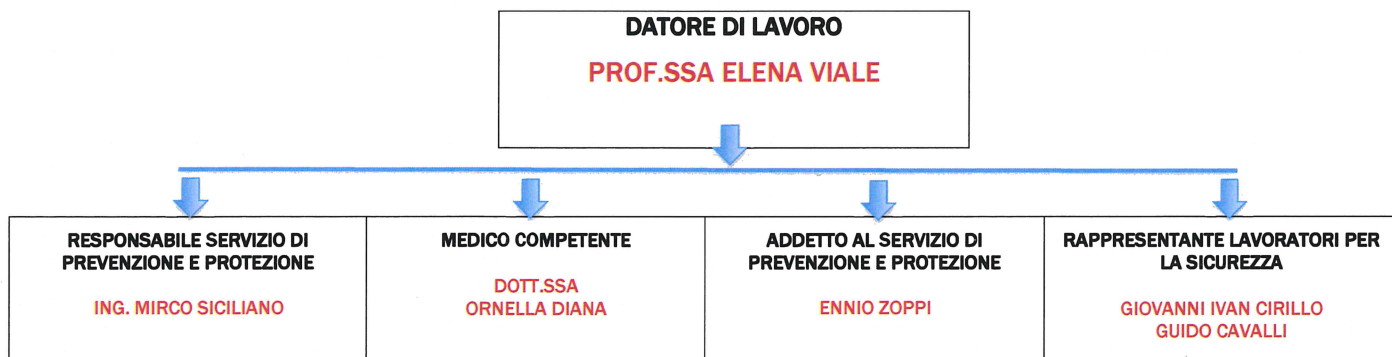 DATORE DI LAVORO
PROF.SSA ELENA VIALE
RESPONSABILE SERVIZIO DI
PREVENZIONE E PROTEZIONE
ING. MIRCO SICILIANO
MEDICO COMPETENTE
DOTT.SSA
ORNELLA DIANA
ADDETTO AL SERVIZIO DI
PREVENZIONE E PROTEZIONE
ENNIO ZOPPI
RAPPRESENTANTE LAVORATORI PER
LA SICUREZZA
GIOVANNI IVAN CIRILLO
GUIDO CAVALLI